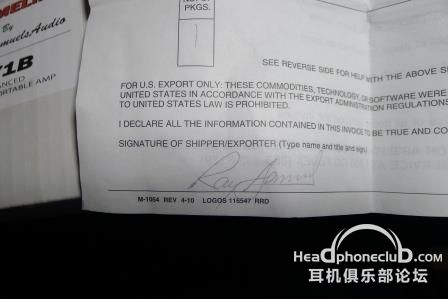 By
muelsAudio
71B
ANCED
ORTABLE AMP
PKGS.
1
SEE REVERSE SIDE FOR HELP WITH THE ABOVE
FOR U.S. EXPORT ONLY: THESE COMMODITIES, TECHNOLOGY, OR SOFTWARE WERE
UNITED STATES IN ACCORDANCE WITH THE EXPORT ADMINISTRATION REGULATIONS
TO UNITED STATES LAW IS PROHIBITED.
I DECLARE ALL THE INFORMATION CONTAINED IN THIS INVOICE TO BE TRUE AND CO
SIGNATURE OF SHIPPER/EXPORTER (Type name and title and sign)
Ray
M-1054 REV 4-10 LOGOS 116547 RRD
Headphoneclub.com
耳机俱乐部论坛